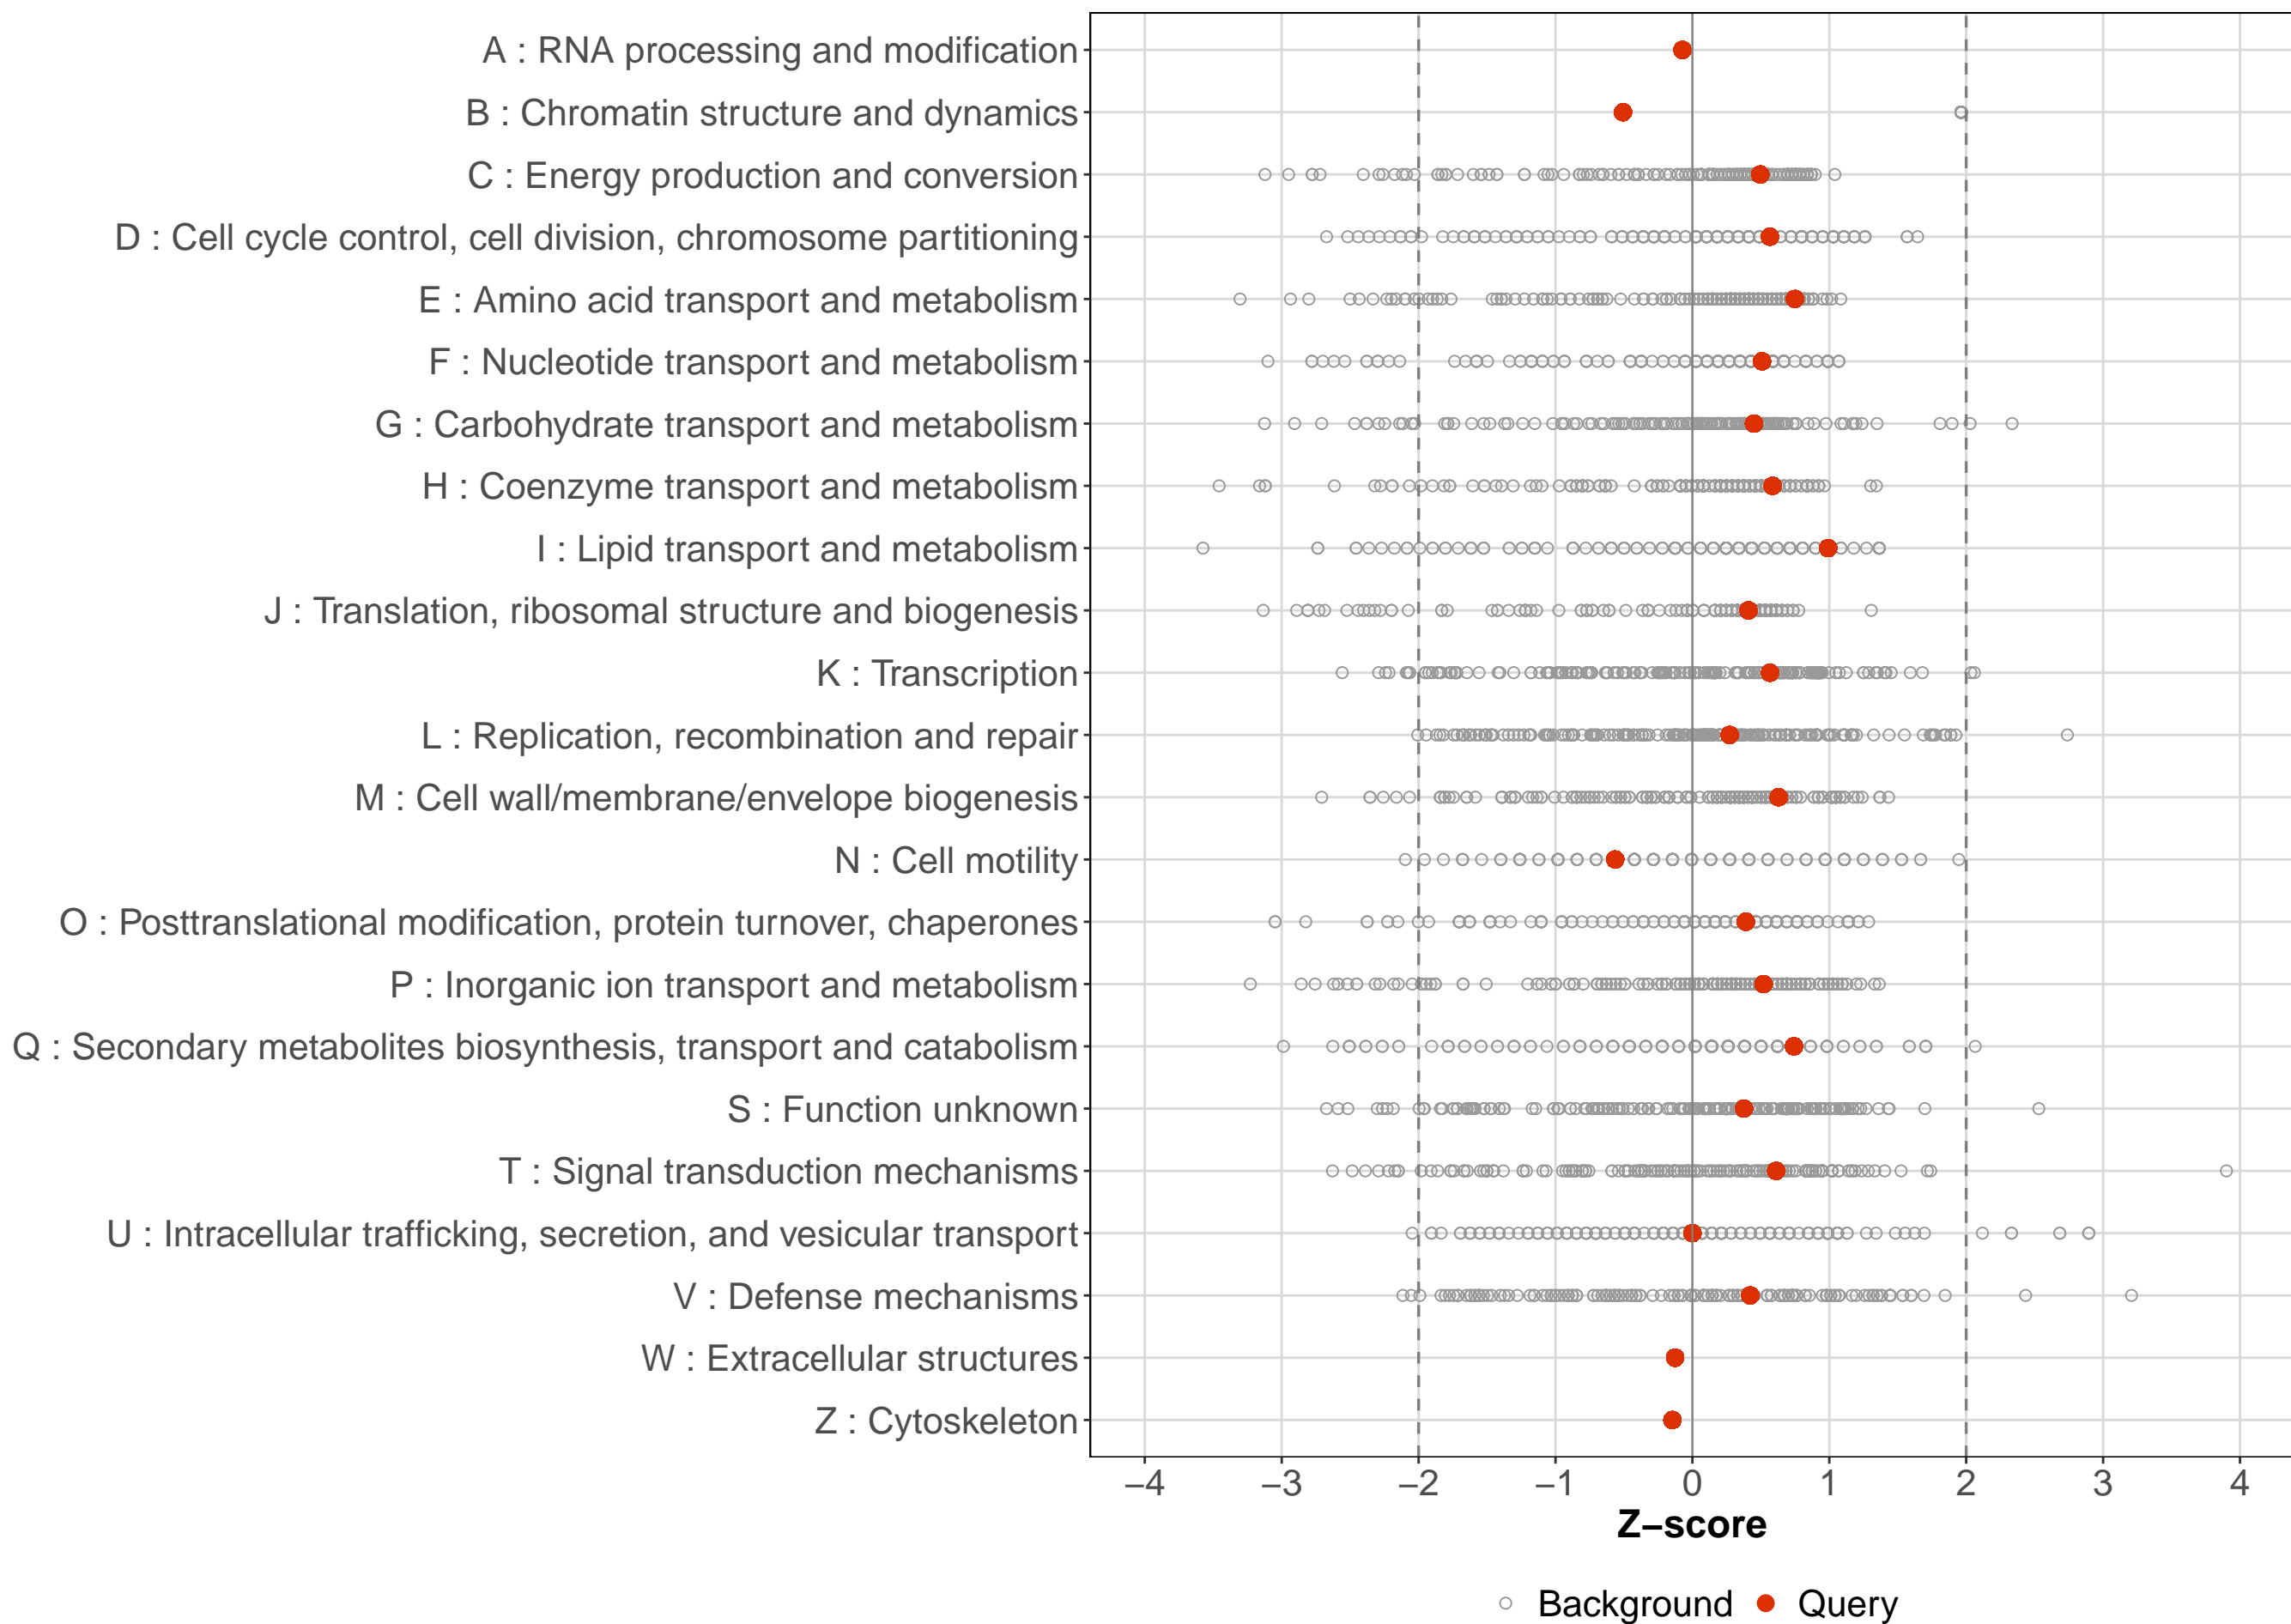 A : RNA processing and modification
B : Chromatin structure and dynamics
C : Energy production and conversion
D : Cell cycle control, cell division, chromosome partitioning
E : Amino acid transport and metabolism
F : Nucleotide transport and metabolism
G : Carbohydrate transport and metabolism
H : Coenzyme transport and metabolism
I : Lipid transport and metabolism
J : Translation, ribosomal structure and biogenesis
K : Transcription
L : Replication, recombination and repair
M : Cell wall/membrane/envelope biogenesis
N : Cell motility
O : Posttranslational modification, protein turnover, chaperones
P : Inorganic ion transport and metabolism
Q : Secondary metabolites biosynthesis, transport and catabolism
S : Function unknown
T : Signal transduction mechanisms
U : Intracellular trafficking, secretion, and vesicular transport
V : Defense mechanisms
W : Extracellular structures
Z : Cytoskeleton
−4 −3 −2 −1 0 1 2 3 4
Z−score
Background Query